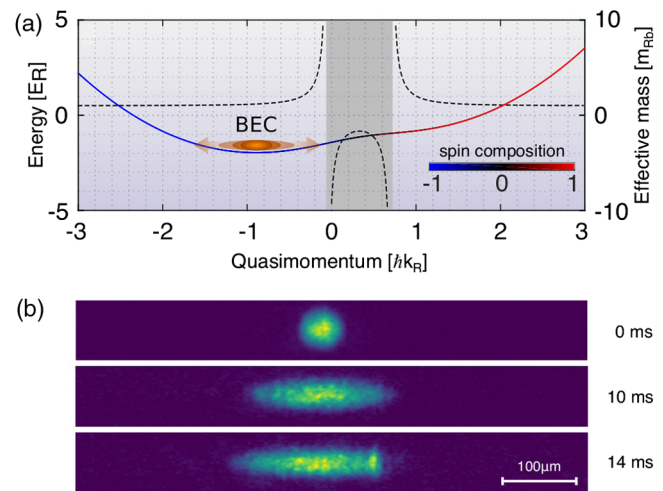 (a)
5
10
Energy [E_R]
Effective mass [m_Rb]
BEC
0
0
spin composition
-1 0 1
-5
-10
-3 -2 -1 0 1 2 3
Quasimomentum [ℏk_R]
(b)
0 ms
10 ms
14 ms
100μm